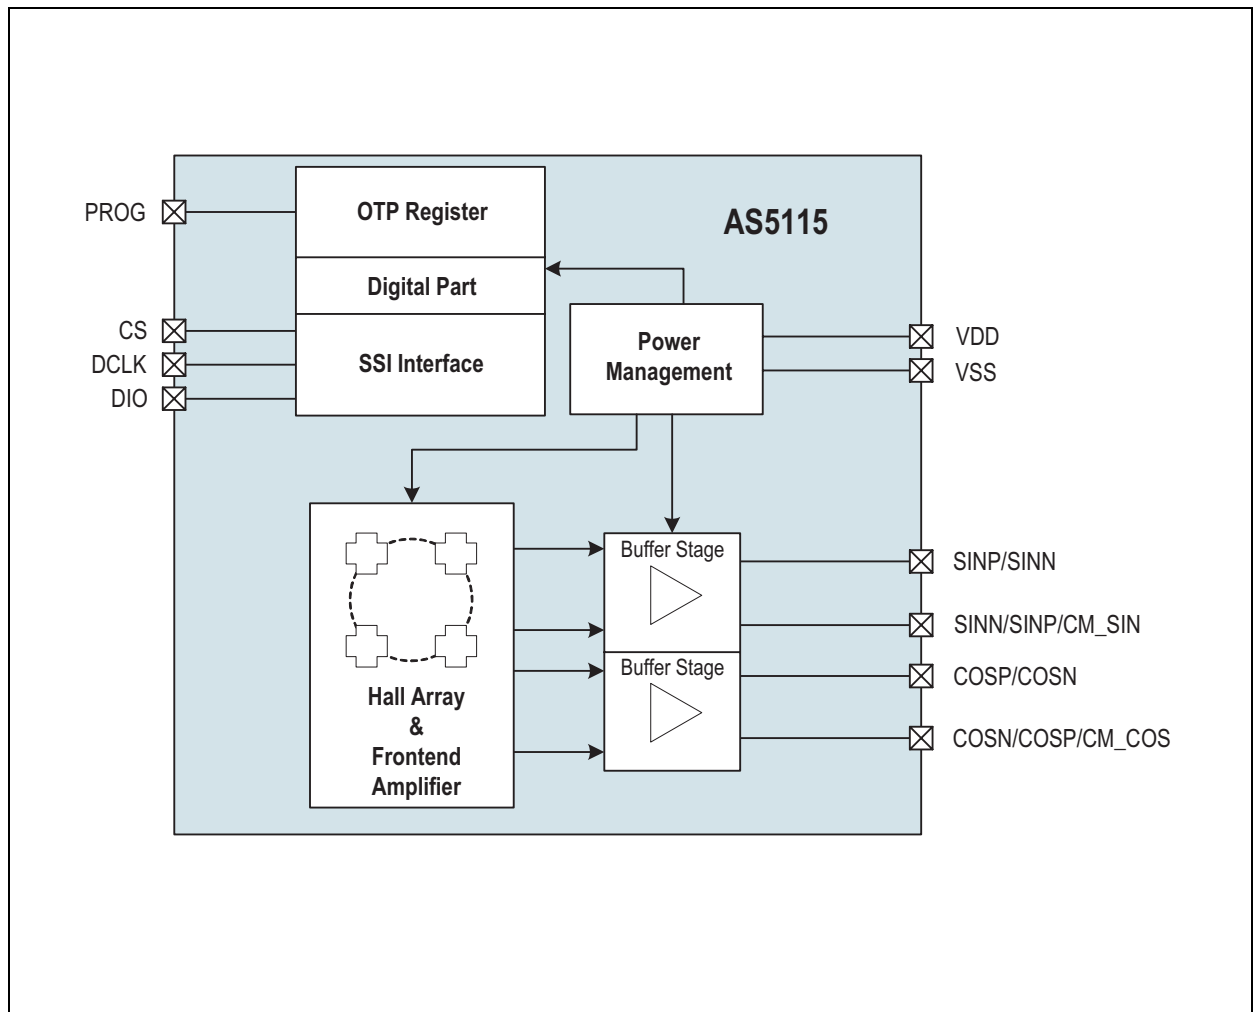 PROG
OTP Register
AS5115
Digital Part
CS
DCLK
DIO
SSI Interface
Power
Management
VDD
VSS
Buffer Stage
SINP/SINN
SINN/SINP/CM_SIN
Buffer Stage
COSP/COSN
COSN/COSP/CM_COS
Hall Array
&
Frontend
Amplifier